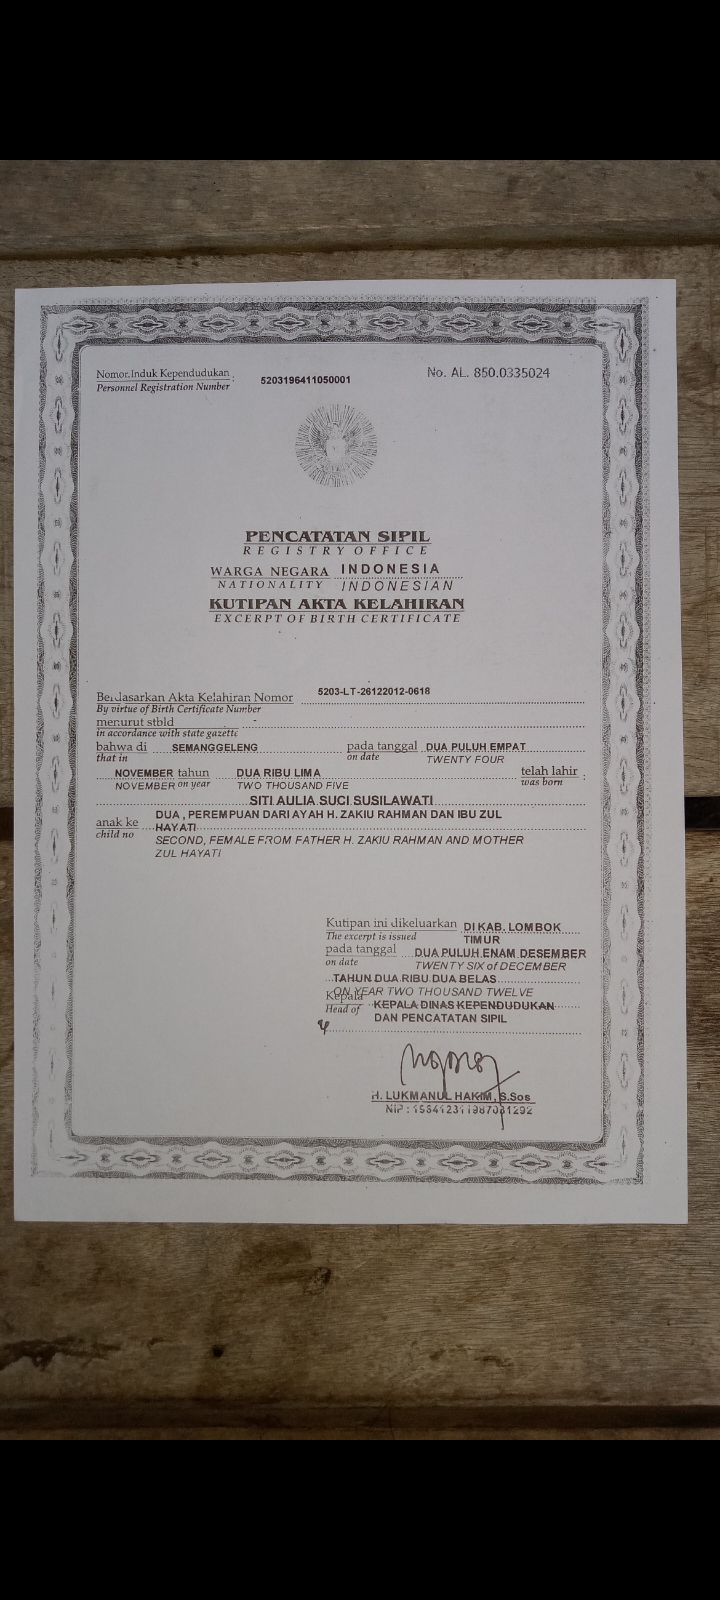 Nomor Induk Kependudukan : 5203196411050001 No. AL. 850.0335024
Personnel Registration Number
PENCATATAN SIPIL
REGISTRY OFFICE
WARGA NEGARA INDONESIA
NATIONALITY INDONESIAN
KUTIPAN AKTA KELAHIRAN
EXCERPT OF BIRTH CERTIFICATE
Berdasarkan Akta Kelahiran Nomor 5203-LT-26122012-0618
By virtue of Birth Certificate Number
menurut stbld -
in accordance with state gazette
bahwa di SEMANGGELENG pada tanggal DUA PULUH EMPAT
that in on date TWENTY FOUR
NOVEMBER tahun DUA RIBU LIMA telah lahir :
NOVEMBER on year TWO THOUSAND FIVE was born
SITI AULIA SUCI SUSILAWATI
anak ke DUA , PEREMPUAN DARI AYAH H. ZAKIU RAHMAN DAN IBU ZUL
HAYATI
child no SECOND, FEMALE FROM FATHER H. ZAKIU RAHMAN AND MOTHER
ZUL HAYATI
Kutipan ini dikeluarkan DI KAB. LOMBOK
The excerpt is issued TIMUR
pada tanggal DUA PULUH ENAM DESEMBER
on date TWENTY SIX of DECEMBER
TAHUN DUA RIBU DUA BELAS
ON YEAR TWO THOUSAND TWELVE
Kepala KEPALA DINAS KEPENDUDUKAN
Head of DAN PENCATATAN SIPIL
H. LUKMANUL HAKIM, S.Sos
NIP :